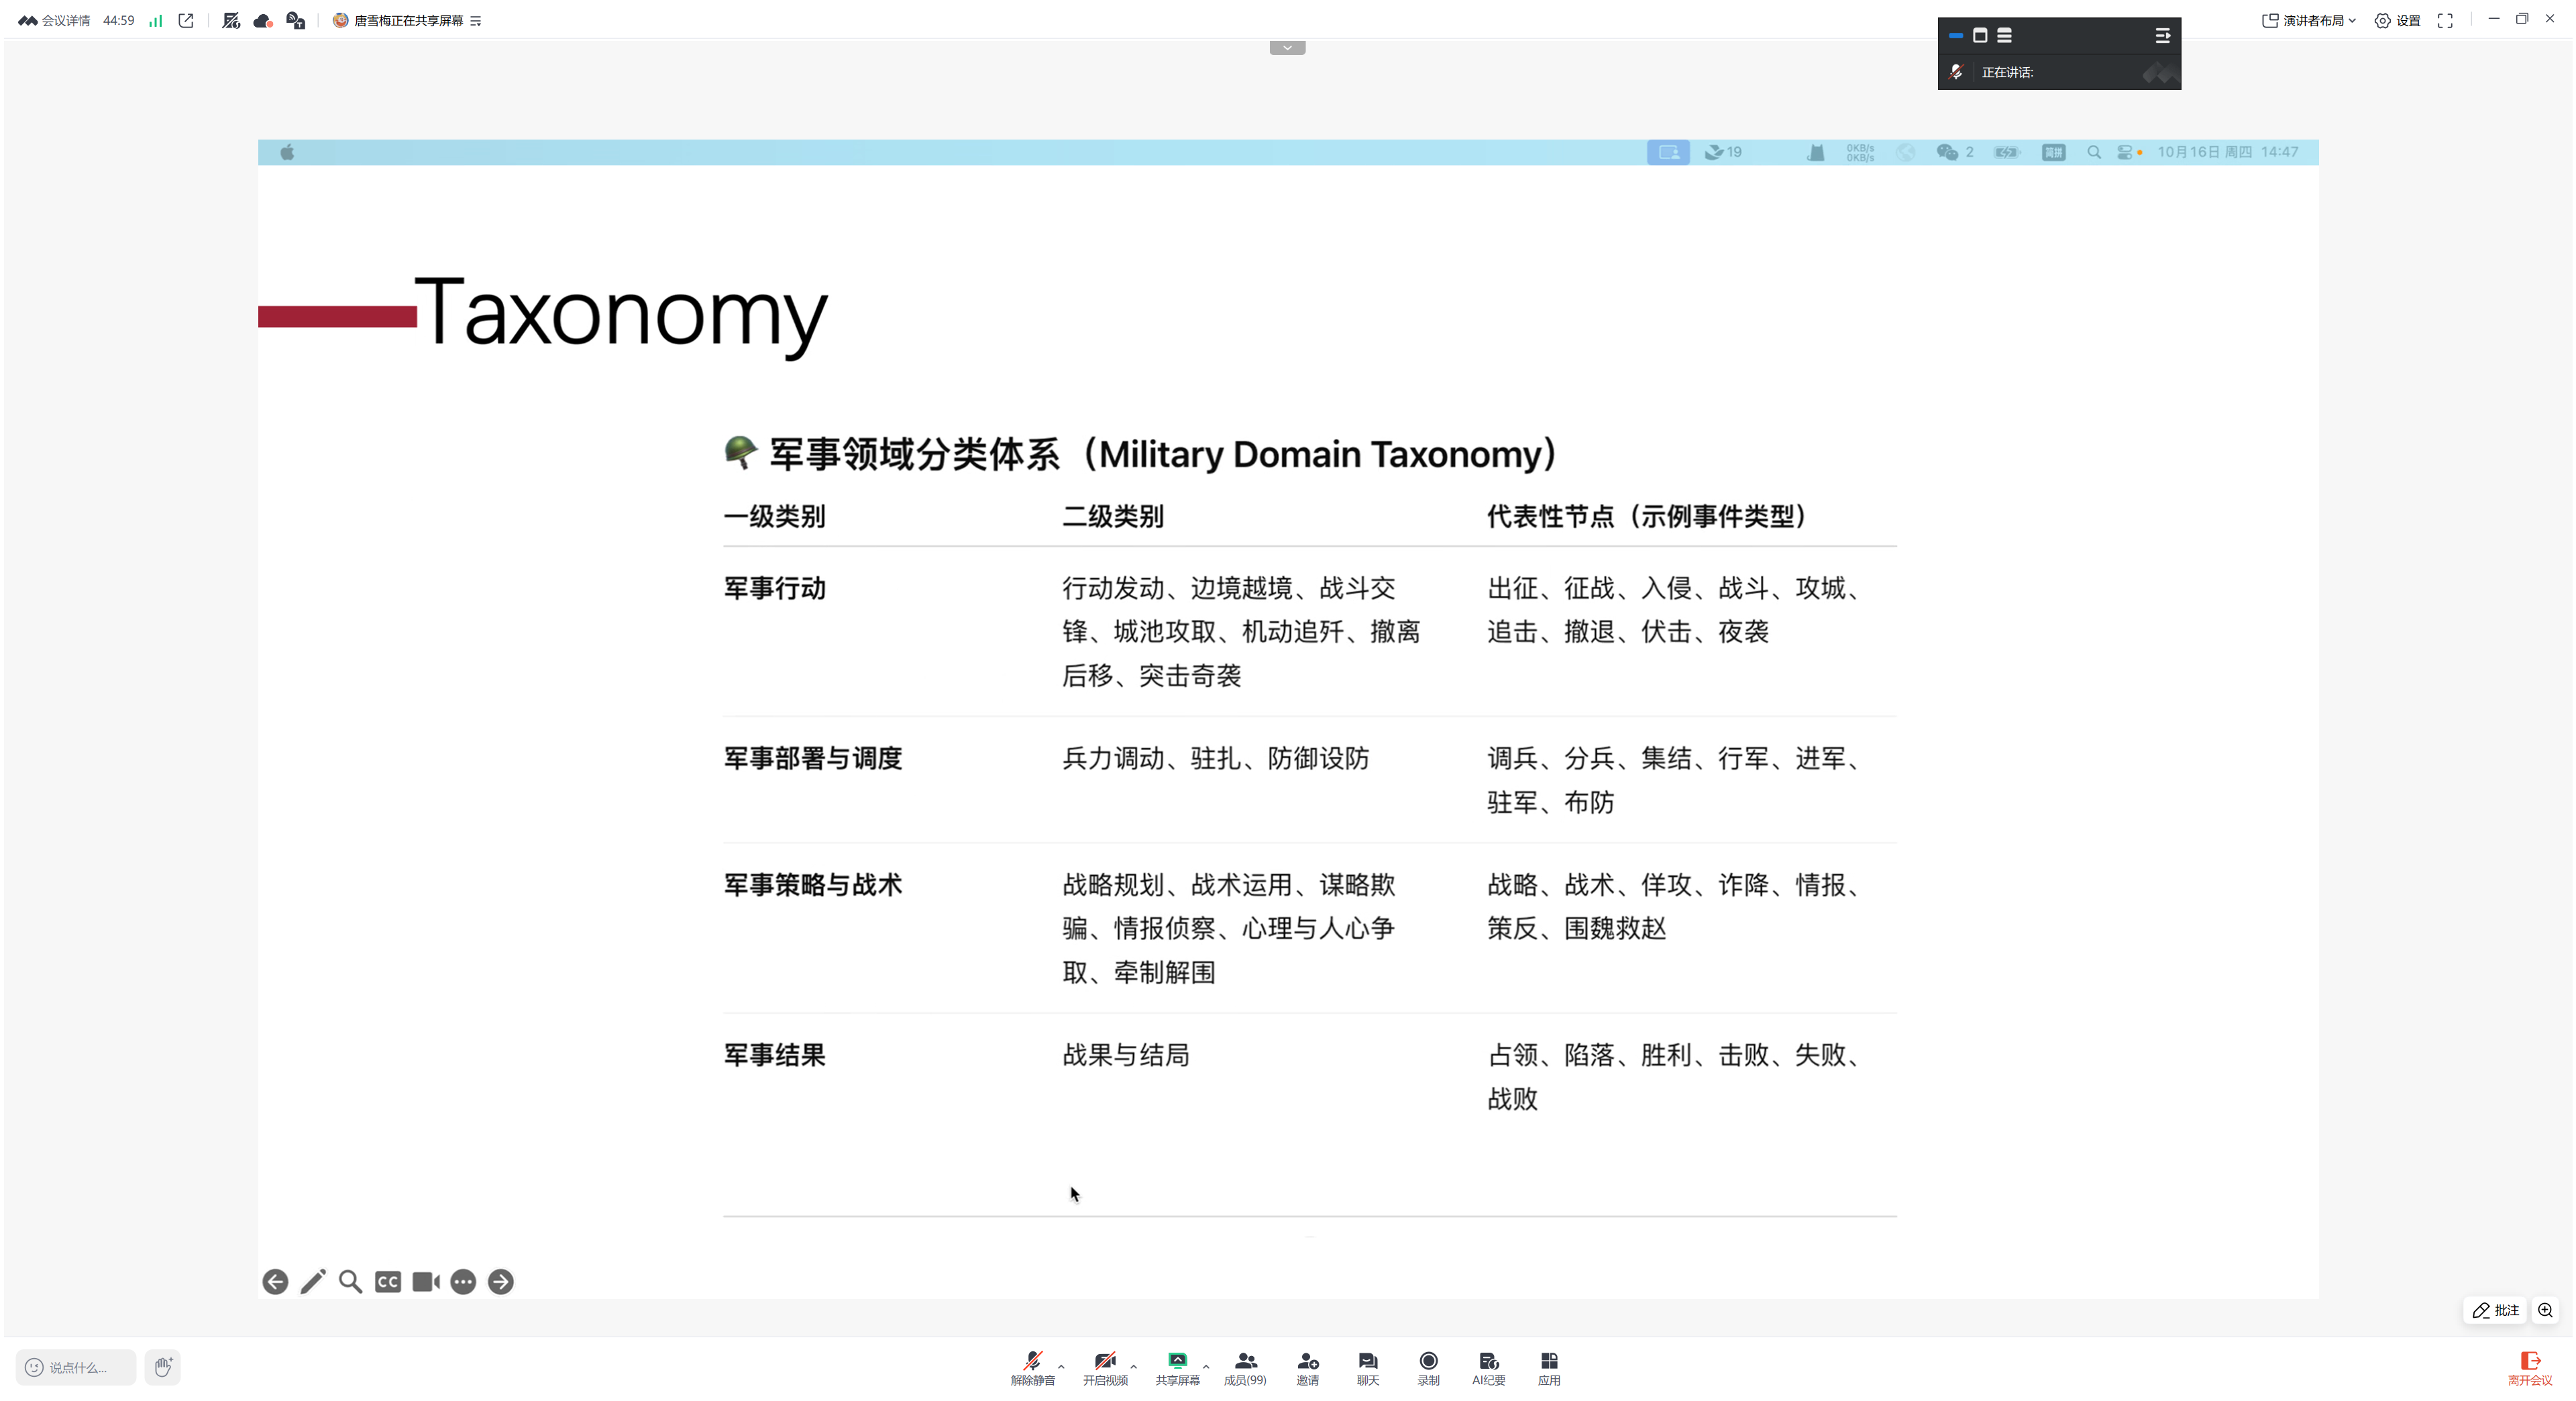 会议详情 44:59 唐雪梅正在共享屏幕 演讲者布局 设置
正在讲话:
19 0KB/s 0KB/s 2 简拼 10月16日 周四 14:47
Taxonomy
军事领域分类体系（Military Domain Taxonomy）
一级类别 二级类别 代表性节点（示例事件类型）
军事行动 行动发动、边境越境、战斗交 出征、征战、入侵、战斗、攻城、
锋、城池攻取、机动追歼、撤离 追击、撤退、伏击、夜袭
后移、突击奇袭
军事部署与调度 兵力调动、驻扎、防御设防 调兵、分兵、集结、行军、进军、
驻军、布防
军事策略与战术 战略规划、战术运用、谋略欺 战略、战术、佯攻、诈降、情报、
骗、情报侦察、心理与人心争 策反、围魏救赵
取、牵制解围
军事结果 战果与结局 占领、陷落、胜利、击败、失败、
战败
CC
批注
说点什么... 解除静音 开启视频 共享屏幕 成员(99) 邀请 聊天 录制 AI纪要 应用 离开会议